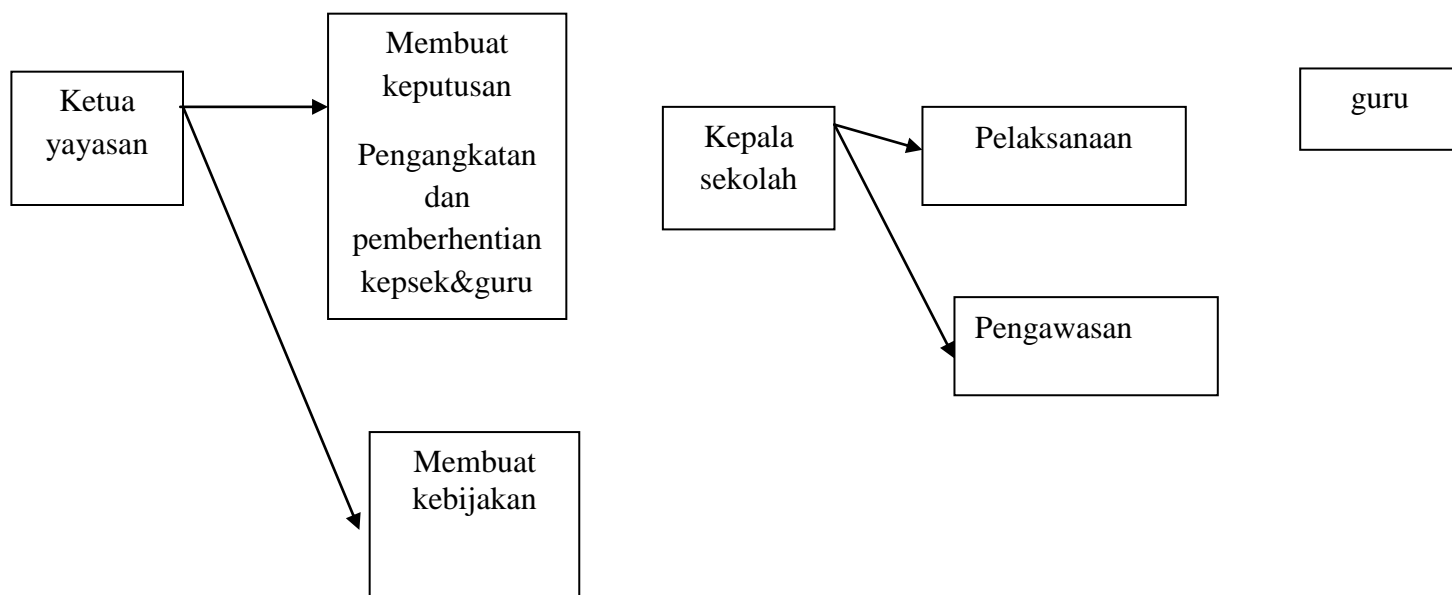 Ketua
yayasan
Membuat
keputusan
Pengangkatan
dan
pemberhentian
kepsek&guru
Membuat
kebijakan
Kepala
sekolah
Pelaksanaan
Pengawasan
guru